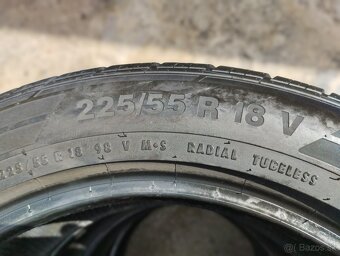 225/55 R 18 V
225/55 R 18 98 V M·S RADIAL TUBELESS
Bazos.sk